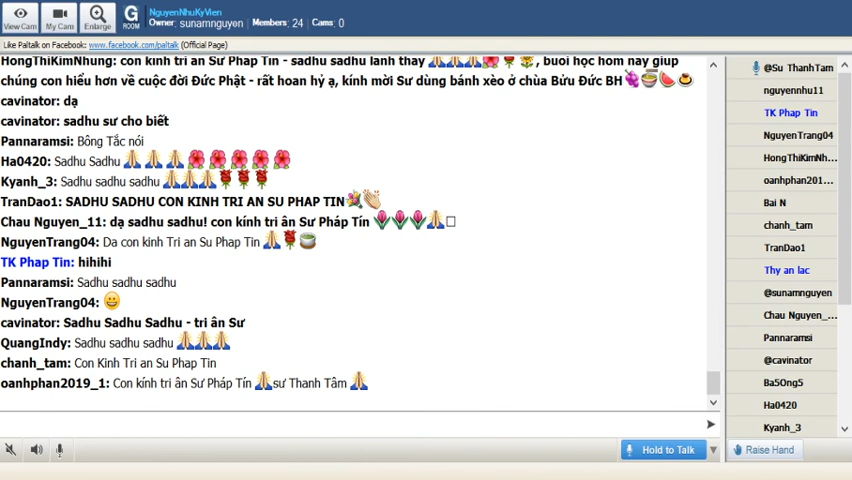 NguyenNhuKyVien
Owner: sunamnguyen Members: 24 Cams: 0
View Cam My Cam Enlarge G ROOM
Like Paltalk on Facebook: www.facebook.com/paltalk (Official Page)
HongThiKimNhung: con kính tri ân Sư Pháp Tín - sadhu sadhu lành thay 🙏🙏🙏🌺🌹🌻, buổi học hôm nay giúp
chúng con hiểu hơn về cuộc đời Đức Phật - rất hoan hỷ ạ, kính mời Sư dùng bánh xèo ở chùa Bửu Đức BH 🍇🍵🍉🍮
cavinator: dạ
cavinator: sadhu sư cho biết
Pannaramsi: Bông Tắc nói
Ha0420: Sadhu Sadhu 🙏🙏🙏🌺🌺🌺🌺🌺
Kyanh_3: Sadhu sadhu sadhu 🙏🙏🙏🌹🌹🌹
TranDao1: SADHU SADHU CON KINH TRI AN SU PHAP TIN💐👏
Chau Nguyen_11: dạ sadhu sadhu! con kính tri ân Sư Pháp Tín 🌷🌷🌷🙏□
NguyenTrang04: Da con kinh Tri an Su Phap Tin 🙏🌹🍵
TK Phap Tin: hihihi
Pannaramsi: Sadhu sadhu sadhu
NguyenTrang04: 😀
cavinator: Sadhu Sadhu Sadhu - tri ân Sư
QuangIndy: Sadhu sadhu sadhu 🙏🙏🙏
chanh_tam: Con Kinh Tri an Su Phap Tin
oanhphan2019_1: Con kính tri ân Sư Pháp Tín 🙏sư Thanh Tâm 🙏
Hold to Talk
@Su ThanhTam
nguyennhu11
TK Phap Tin
NguyenTrang04
HongThiKimNh...
oanhphan201...
Bai N
chanh_tam
TranDao1
Thy an lac
@sunamnguyen
Chau Nguyen_...
Pannaramsi
@cavinator
Ba5Ong5
Ha0420
Kyanh_3
Raise Hand